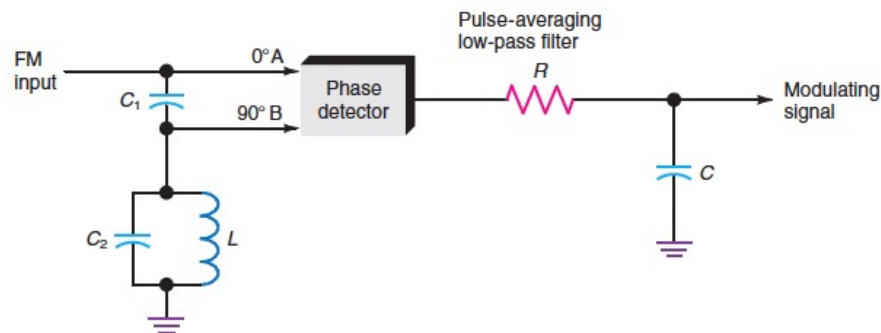 Pulse-averaging
low-pass filter
FM
input
0°A
R
C₁
Phase
detector
Modulating
signal
90°B
C
C₂
L